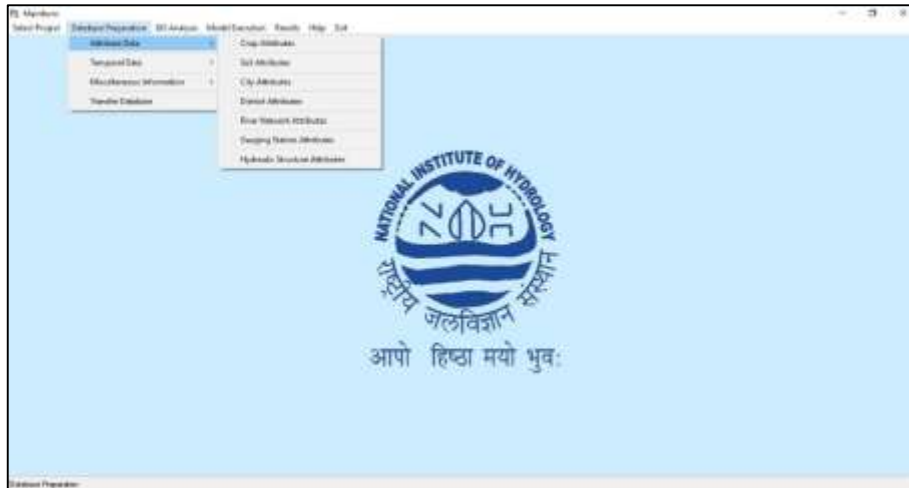 Select Project Database Preparation GIS Analysis Model Execution Results Help Exit
Attribute Data
Temporal Data
Miscellaneous Information
Transfer Database
Crop Attributes
Soil Attributes
City Attributes
District Attributes
River Network Attributes
Gauging Station Attributes
Hydraulic Structure Attributes
NATIONAL INSTITUTE OF HYDROLOGY
राष्ट्रीय जलविज्ञान संस्थान
आपो हिष्ठा मयो भुव:
Database Preparation